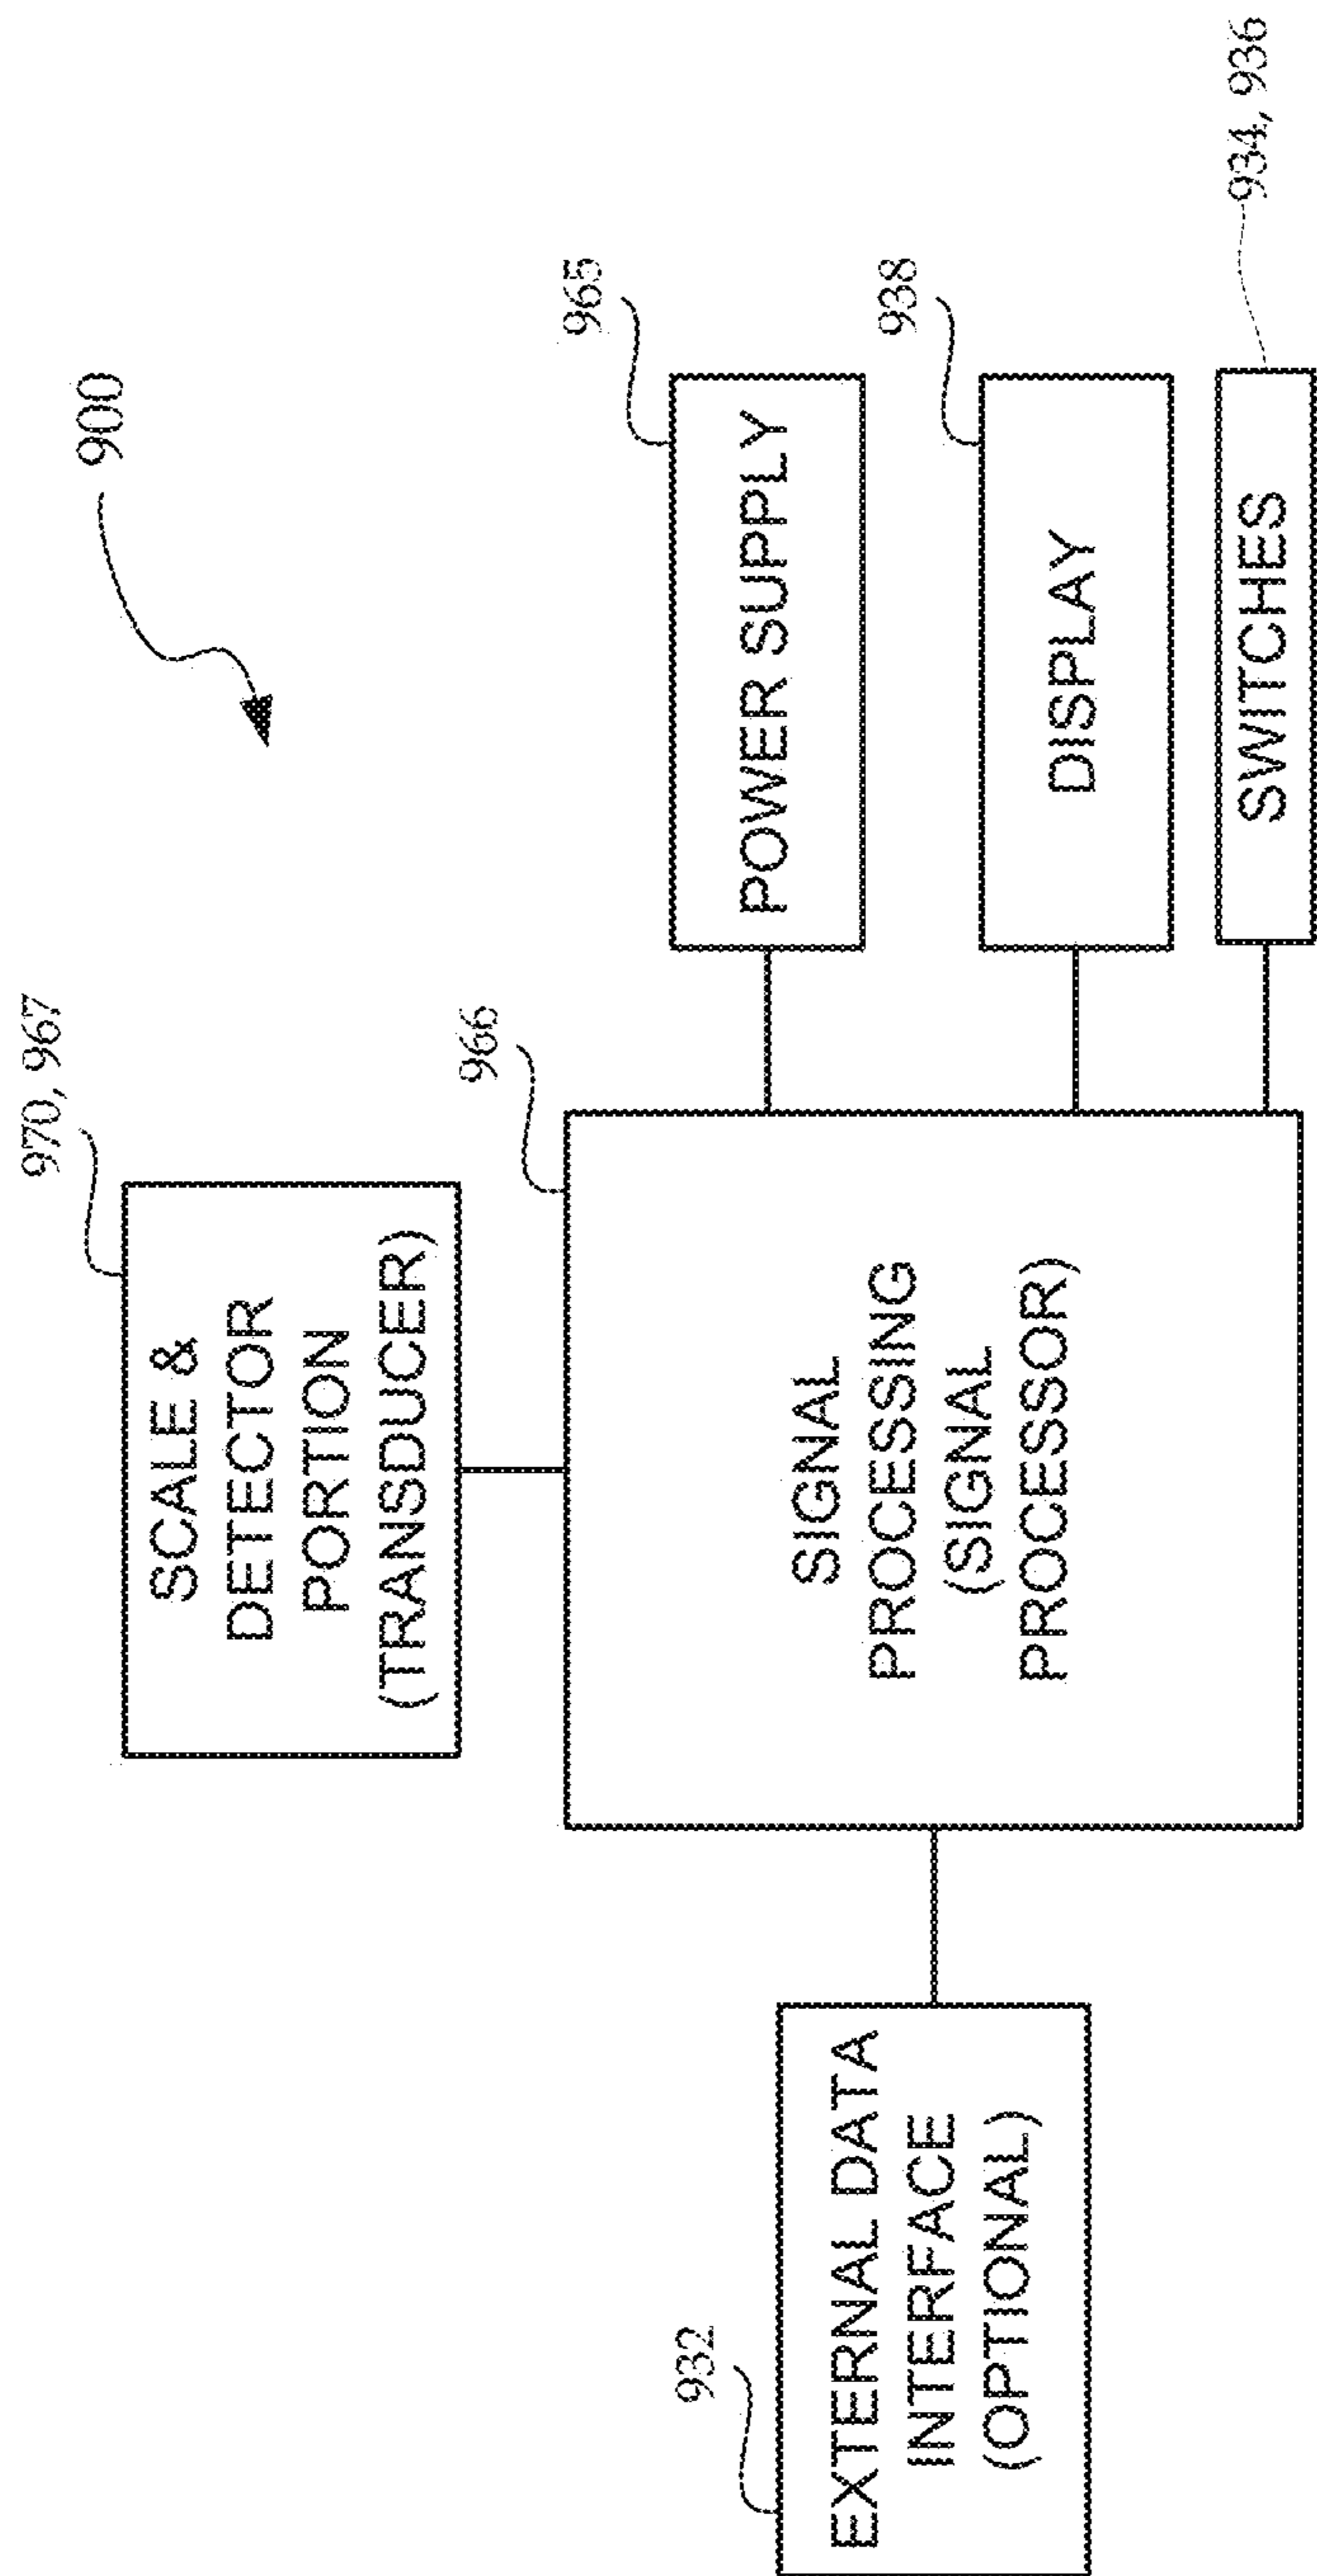 900
970, 967
SCALE &
DETECTOR
PORTION
(TRANSDUCER)
966
SIGNAL
PROCESSING
(SIGNAL
PROCESSOR)
932
EXTERNAL DATA
INTERFACE
(OPTIONAL)
965
POWER SUPPLY
938
DISPLAY
934, 936
SWITCHES